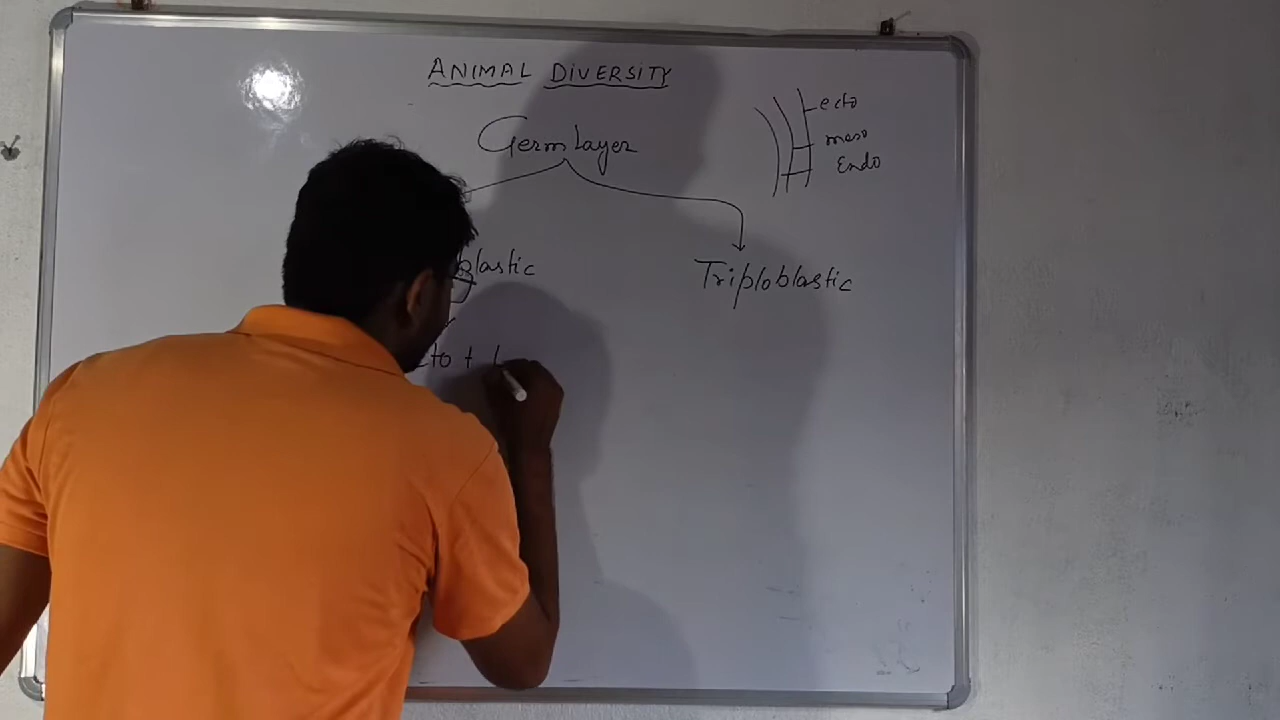 ANIMAL DIVERSITY
Germ Layer
ecto
meso
Endo
blastic
Triploblastic
cto +